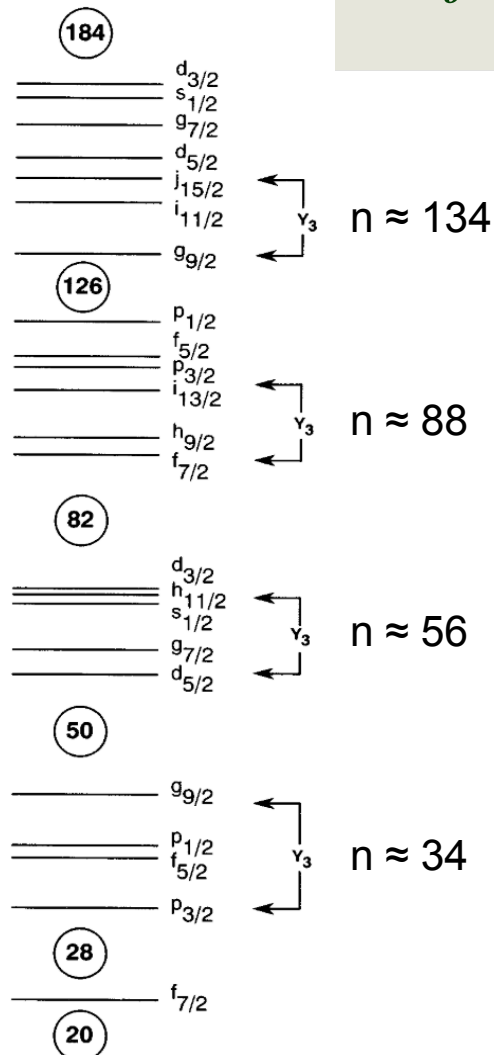 184
d3/2
s1/2
g7/2
d5/2
j15/2
i11/2
Y3 n ≈ 134
g9/2
126
p1/2
f5/2
p3/2
i13/2
Y3 n ≈ 88
h9/2
f7/2
82
d3/2
h11/2
s1/2
Y3 n ≈ 56
g7/2
d5/2
50
g9/2
p1/2
f5/2
Y3 n ≈ 34
p3/2
28
f7/2
20